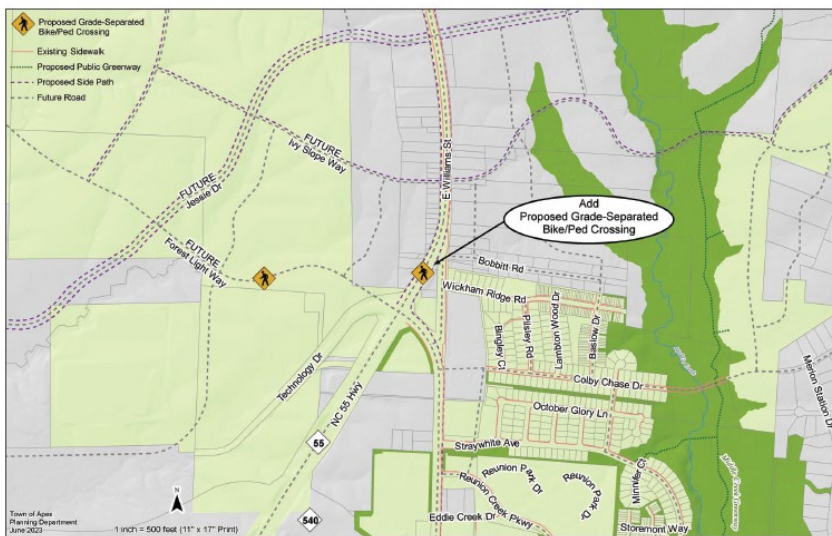 Proposed Grade-Separated
Bike/Ped Crossing
Existing Sidewalk
Proposed Public Greenway
Proposed Side Path
Future Road
FUTURE
Ivy Slope Way
FUTURE
Jessie Dr
E Williams St
Add
Proposed Grade-Separated
Bike/Ped Crossing
FUTURE
Forest Light Way
Bobbitt Rd
Wickham Ridge Rd
Bingley Ct
Pilsley Rd
Lambton Wood Dr
Baslow Dr
Technology Dr
NC 55 Hwy
Colby Chase Dr
Merion Station Dr
October Glory Ln
55
Straywhite Ave
Reunion Park Dr
Reunion Park Dr
Reunion Creek Pkwy
Minnifer Ct
Middle Creek Greenway
N
Town of Apex
Planning Department
June 2023
1 inch = 500 feet (11" x 17" Print)
540
Eddie Creek Dr
Storemont Way